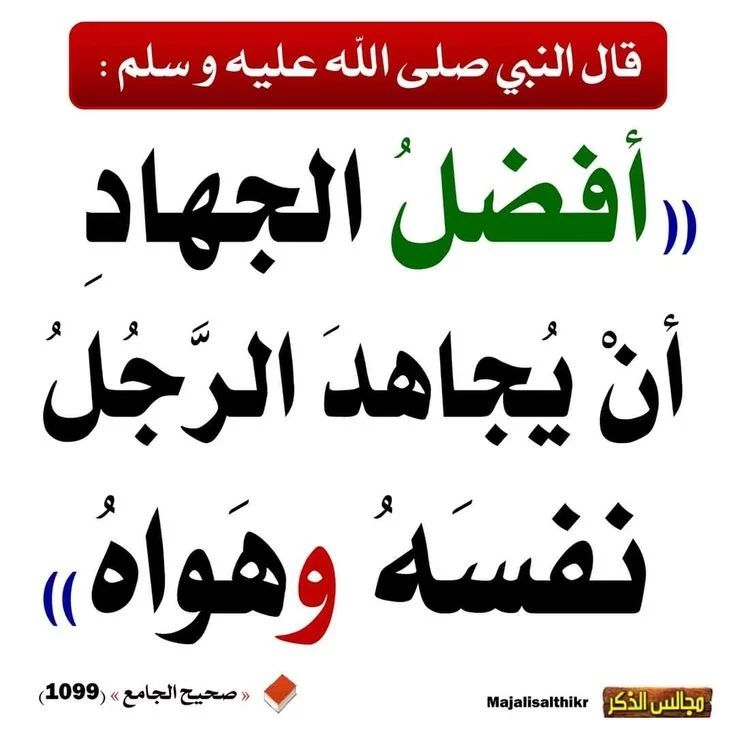 قال النبي صلى الله عليه و سلم :
(( أفضلُ الجهادِ
أنْ يُجاهدَ الرَّجُلُ
نفسَهُ وهَواهُ ))
« صحيح الجامع » (1099)
Majalisalthikr مجالس الذكر